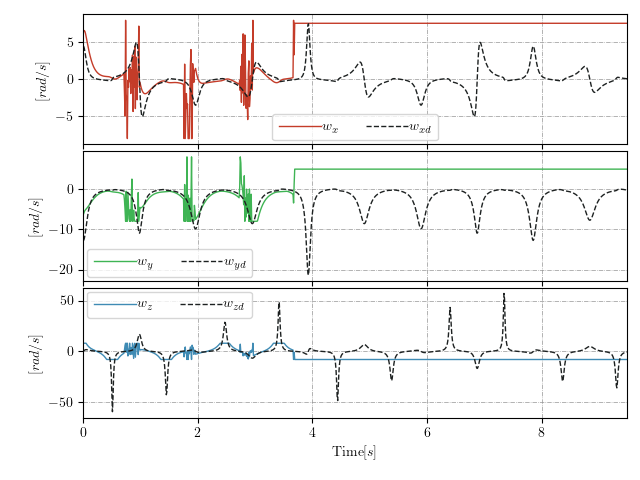 5
0
−5
[rad/s]
w_x w_xd
0
−10
−20
[rad/s]
w_y w_yd
50
0
−50
[rad/s]
w_z w_zd
0 2 4 6 8
Time[s]